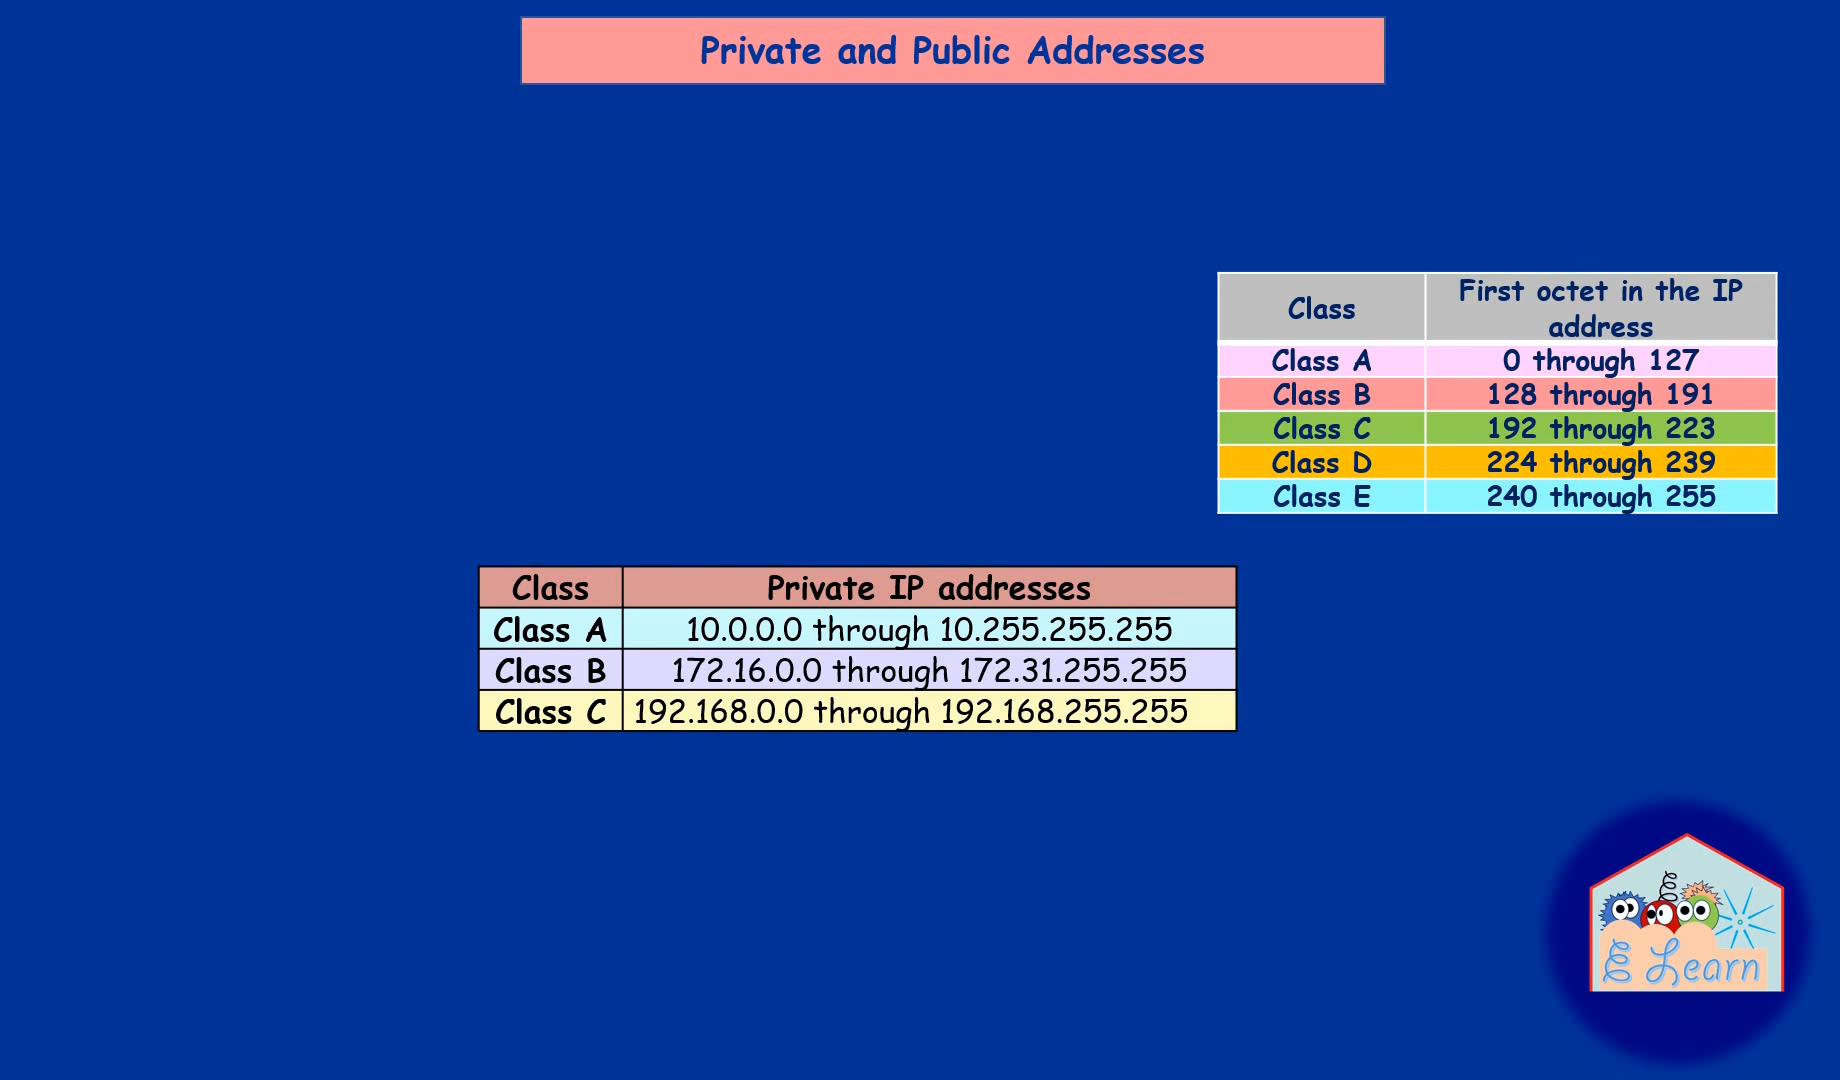 Private and Public Addresses
Class First octet in the IP address
Class A 0 through 127
Class B 128 through 191
Class C 192 through 223
Class D 224 through 239
Class E 240 through 255
Class Private IP addresses
Class A 10.0.0.0 through 10.255.255.255
Class B 172.16.0.0 through 172.31.255.255
Class C 192.168.0.0 through 192.168.255.255
E Learn